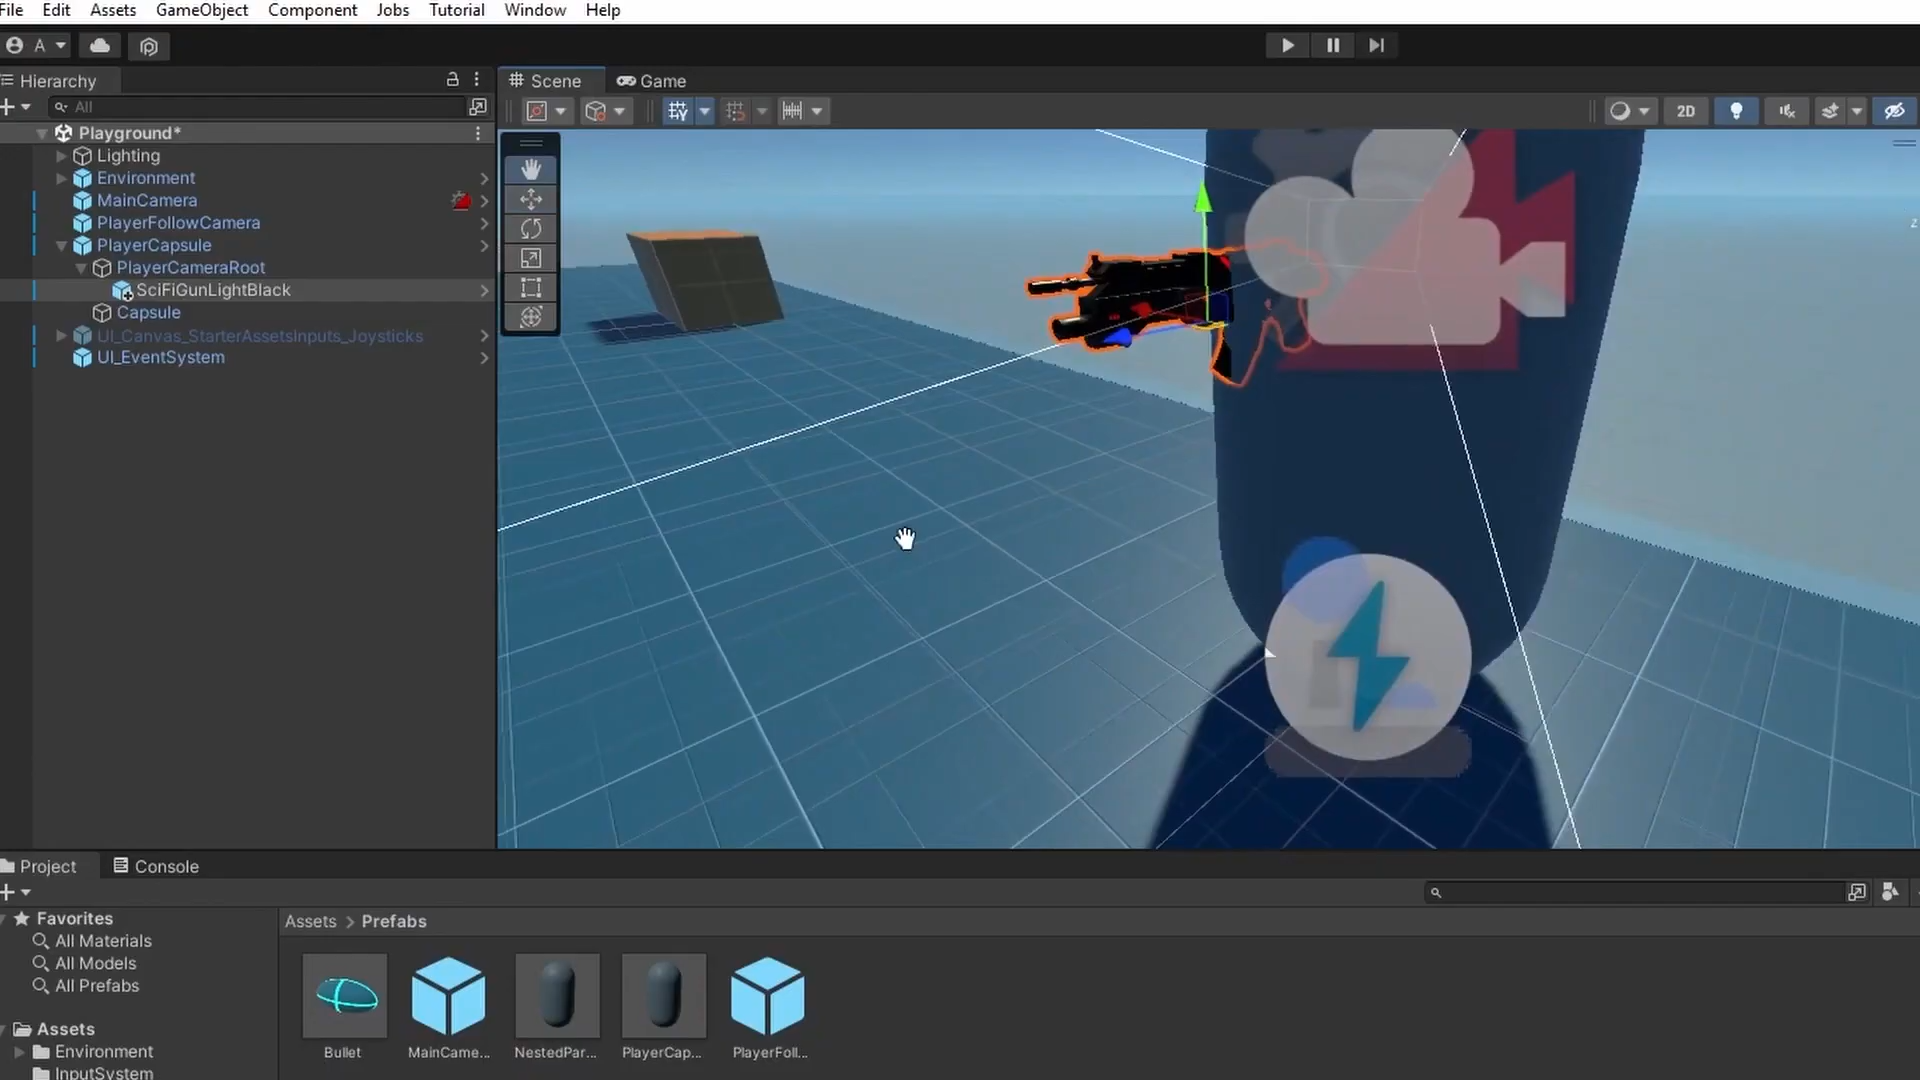 File Edit Assets GameObject Component Jobs Tutorial Window Help
A
Hierarchy
Scene
Game
All
2D
Playground*
Lighting
Environment
MainCamera
PlayerFollowCamera
PlayerCapsule
PlayerCameraRoot
SciFiGunLightBlack
Capsule
UI_Canvas_StarterAssetsInputs_Joysticks
UI_EventSystem
z
Project
Console
Favorites
All Materials
All Models
All Prefabs
Assets
Environment
InputSystem
Assets > Prefabs
Bullet
MainCame...
NestedPar...
PlayerCap...
PlayerFoll...